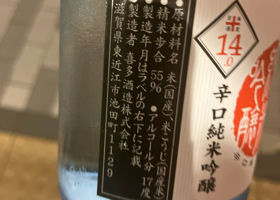 米14.0
辛口純米吟醸
●原材料名 米(国産)、米こうじ(国産米)
●精米歩合 55% ●アルコール分 17度
●製造年月はラベルの右下に記載
製造者 喜多酒造株式会社
滋賀県東近江市池田町1129